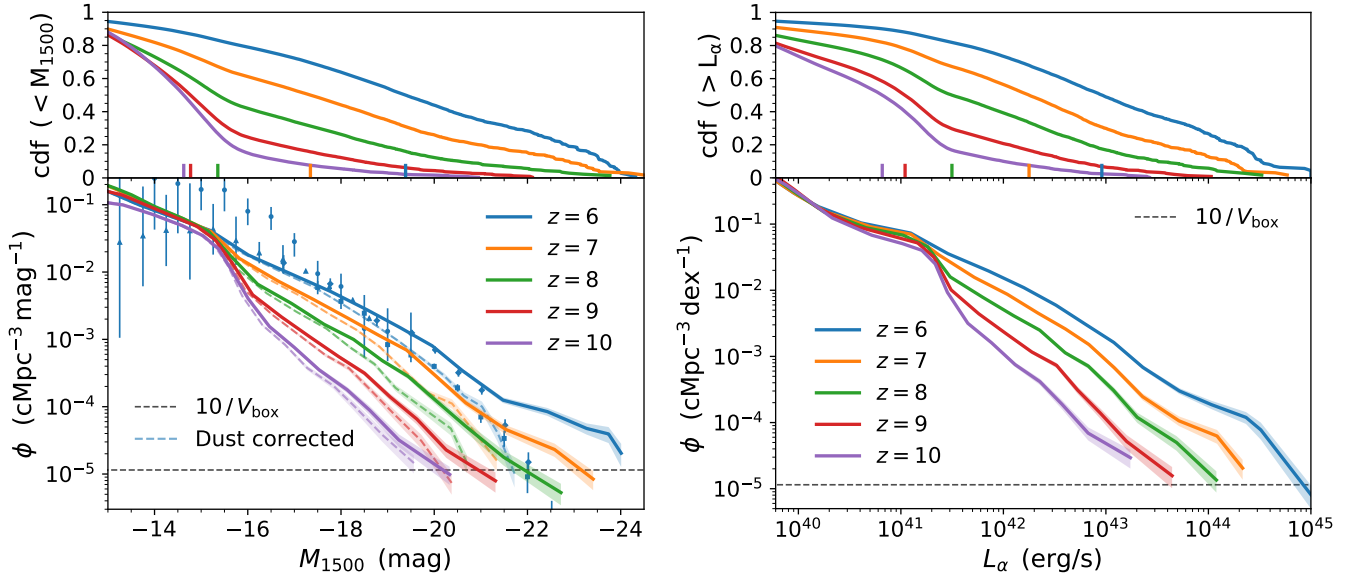 cdf ( < M₁₅₀₀)
1
0.8
0.6
0.4
0.2
0
ϕ (cMpc⁻³ mag⁻¹)
10⁻¹
10⁻²
10⁻³
10⁻⁴
10⁻⁵
z = 6
z = 7
z = 8
z = 9
z = 10
10 / V_box
Dust corrected
−14
−16
−18
−20
−22
−24
M₁₅₀₀ (mag)
cdf ( > L_α)
1
0.8
0.6
0.4
0.2
0
ϕ (cMpc⁻³ dex⁻¹)
10⁻¹
10⁻²
10⁻³
10⁻⁴
10⁻⁵
10 / V_box
z = 6
z = 7
z = 8
z = 9
z = 10
10⁴⁰
10⁴¹
10⁴²
10⁴³
10⁴⁴
10⁴⁵
L_α (erg/s)